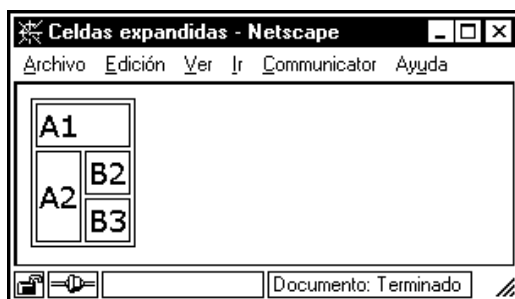 Celdas expandidas - Netscape
Archivo Edición Ver Ir Communicator Ayuda
A1
A2 B2
B3
Documento: Terminado